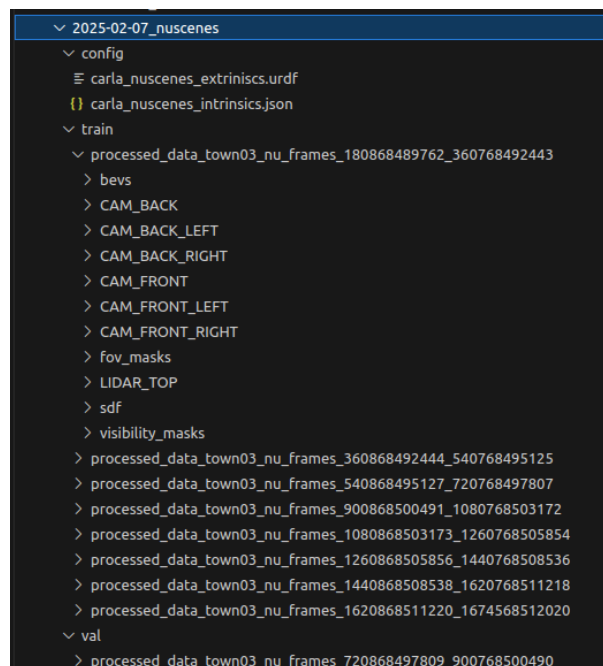 2025-02-07_nuscenes
config
carla_nuscenes_extriniscs.urdf
{} carla_nuscenes_intrinsics.json
train
processed_data_town03_nu_frames_180868489762_360768492443
bevs
CAM_BACK
CAM_BACK_LEFT
CAM_BACK_RIGHT
CAM_FRONT
CAM_FRONT_LEFT
CAM_FRONT_RIGHT
fov_masks
LIDAR_TOP
sdf
visibility_masks
processed_data_town03_nu_frames_360868492444_540768495125
processed_data_town03_nu_frames_540868495127_720768497807
processed_data_town03_nu_frames_900868500491_1080768503172
processed_data_town03_nu_frames_1080868503173_1260768505854
processed_data_town03_nu_frames_1260868505856_1440768508536
processed_data_town03_nu_frames_1440868508538_1620768511218
processed_data_town03_nu_frames_1620868511220_1674568512020
val
processed_data_town03_nu_frames_720868497809_900768500490